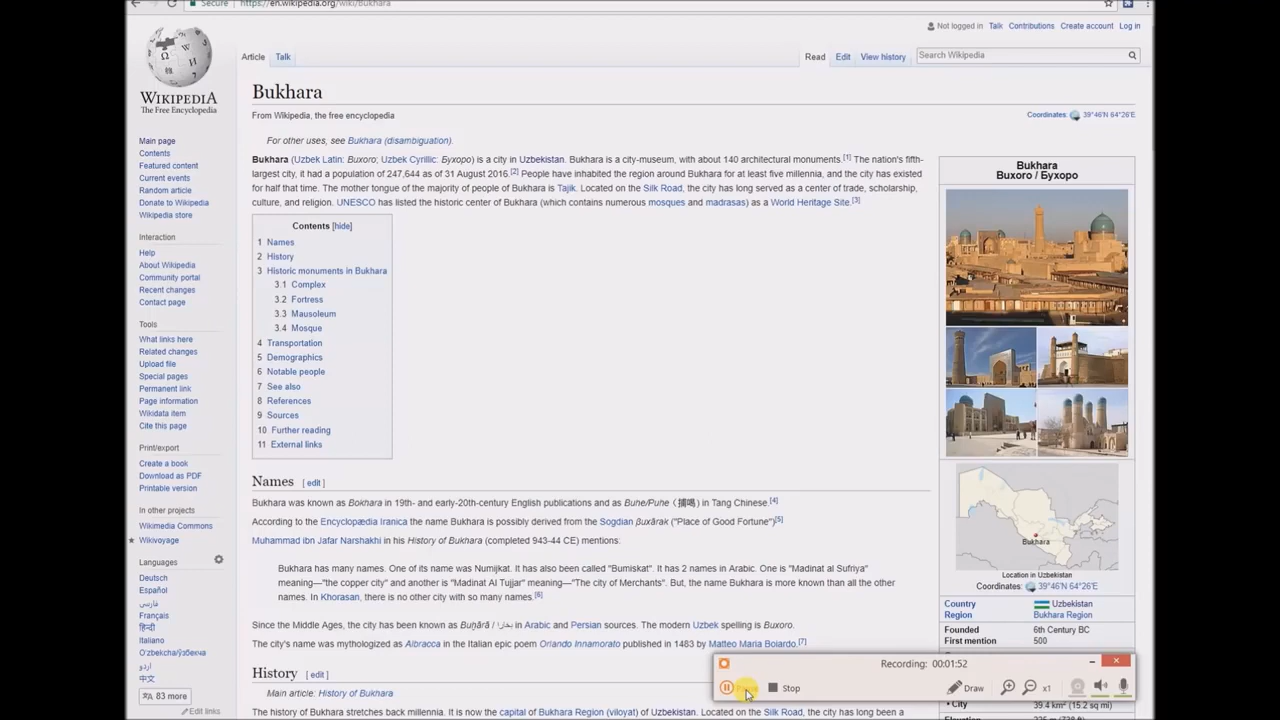 Secure
https://en.wikipedia.org/wiki/Bukhara
Not logged in Talk Contributions Create account Log in
Article Talk
Read Edit View history
Search Wikipedia
WIKIPEDIA
The Free Encyclopedia
Main page
Contents
Featured content
Current events
Random article
Donate to Wikipedia
Wikipedia store
Interaction
Help
About Wikipedia
Community portal
Recent changes
Contact page
Tools
What links here
Related changes
Upload file
Special pages
Permanent link
Page information
Wikidata item
Cite this page
Print/export
Create a book
Download as PDF
Printable version
In other projects
Wikimedia Commons
Wikivoyage
Languages
Deutsch
Español
فارسی
Français
हिन्दी
Italiano
Oʻzbekcha/ўзбекча
اردو
中文
83 more
Edit links
Bukhara
From Wikipedia, the free encyclopedia
Coordinates: 39°46′N 64°26′E
For other uses, see Bukhara (disambiguation).
Bukhara (Uzbek Latin: Buxoro; Uzbek Cyrillic: Бухоро) is a city in Uzbekistan. Bukhara is a city-museum, with about 140 architectural monuments.[1] The nation's fifth-
largest city, it had a population of 247,644 as of 31 August 2016.[2] People have inhabited the region around Bukhara for at least five millennia, and the city has existed
for half that time. The mother tongue of the majority of people of Bukhara is Tajik. Located on the Silk Road, the city has long served as a center of trade, scholarship,
culture, and religion. UNESCO has listed the historic center of Bukhara (which contains numerous mosques and madrasas) as a World Heritage Site.[3]
Contents [hide]
1 Names
2 History
3 Historic monuments in Bukhara
3.1 Complex
3.2 Fortress
3.3 Mausoleum
3.4 Mosque
4 Transportation
5 Demographics
6 Notable people
7 See also
8 References
9 Sources
10 Further reading
11 External links
Names [ edit ]
Bukhara was known as Bokhara in 19th- and early-20th-century English publications and as Bune/Pune (捕喝) in Tang Chinese.[4]
According to the Encyclopædia Iranica the name Bukhara is possibly derived from the Sogdian βuxārak ("Place of Good Fortune")[5]
Muhammad ibn Jafar Narshakhi in his History of Bukhara (completed 943-44 CE) mentions:
Bukhara has many names. One of its name was Numijkat. It has also been called "Bumiskat". It has 2 names in Arabic. One is "Madinat al Sufriya"
meaning—"the copper city" and another is "Madinat Al Tujjar" meaning—"The city of Merchants". But, the name Bukhara is more known than all the other
names. In Khorasan, there is no other city with so many names.[6]
Since the Middle Ages, the city has been known as Buḫārā / بخارا in Arabic and Persian sources. The modern Uzbek spelling is Buxoro.
The city's name was mythologized as Albracca in the Italian epic poem Orlando Innamorato published in 1483 by Matteo Maria Boiardo.[7]
History [ edit ]
Main article: History of Bukhara
The history of Bukhara stretches back millennia. It is now the capital of Bukhara Region (viloyat) of Uzbekistan. Located on the Silk Road, the city has long been a
Bukhara
Buxoro / Бухоро
Bukhara
Location in Uzbekistan
Coordinates: 39°46′N 64°26′E
Country Uzbekistan
Region Bukhara Region
Founded 6th Century BC
First mention 500
Recording: 00:01:52
Stop
Draw
x1
• City 39.4 km² (15.2 sq mi)